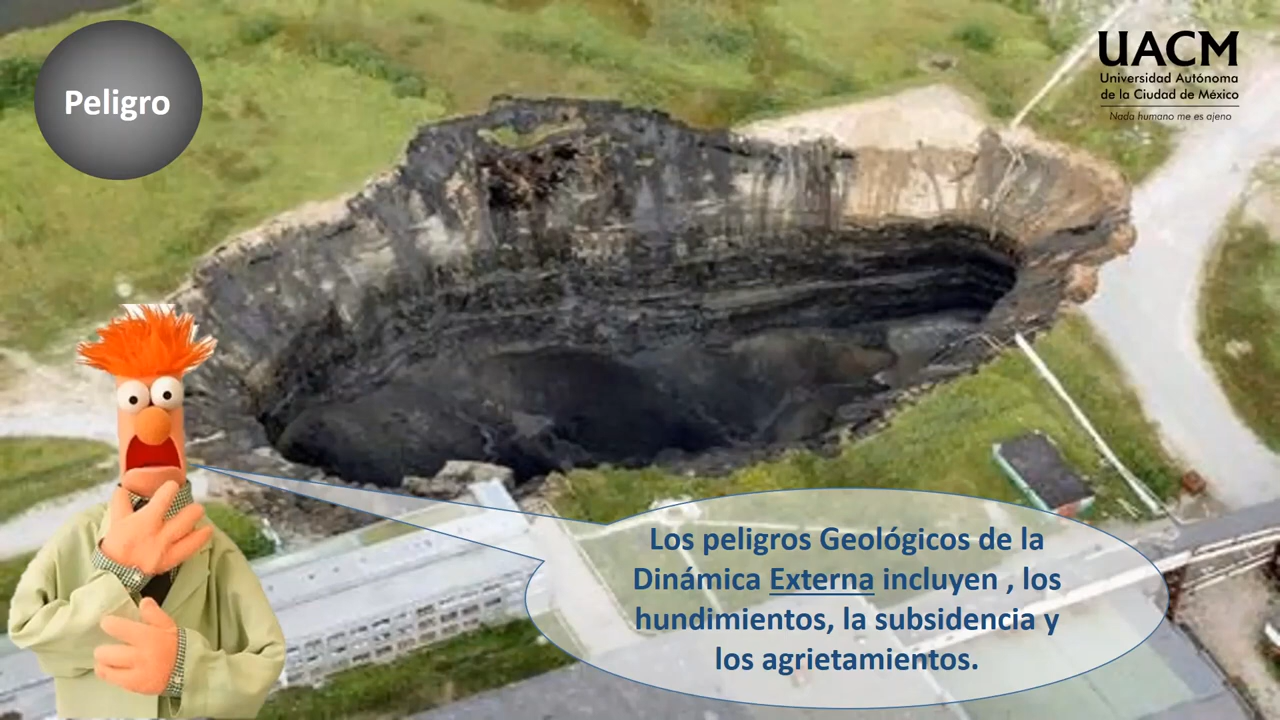 Peligro
UACM
Universidad Autónoma
de la Ciudad de México
Nada humano me es ajeno
Los peligros Geológicos de la
Dinámica Externa incluyen , los
hundimientos, la subsidencia y
los agrietamientos.